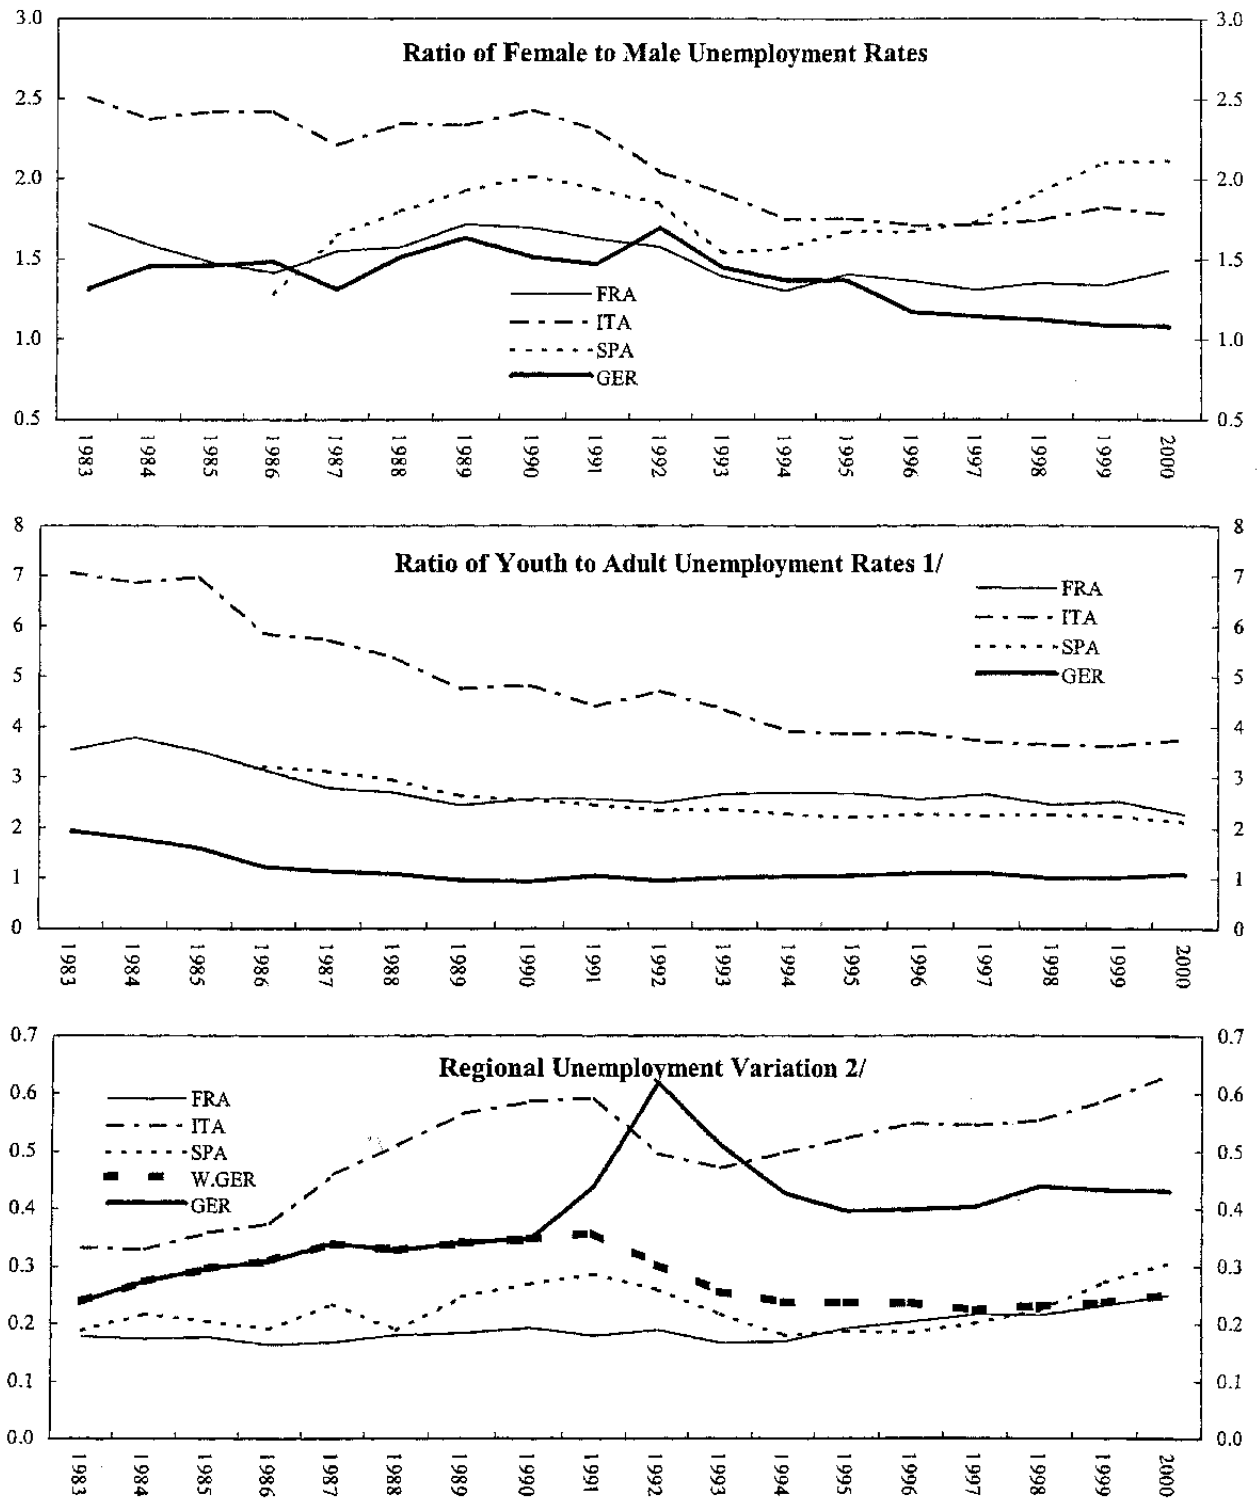 Ratio of Female to Male Unemployment Rates
3.0 3.0
2.5 2.5
2.0 2.0
1.5 1.5
1.0 1.0
0.5 0.5
FRA
ITA
SPA
GER
1983 1984 1985 1986 1987 1988 1989 1990 1991 1992 1993 1994 1995 1996 1997 1998 1999 2000
Ratio of Youth to Adult Unemployment Rates 1/
8 8
7 7
6 6
5 5
4 4
3 3
2 2
1 1
0 0
FRA
ITA
SPA
GER
1983 1984 1985 1986 1987 1988 1989 1990 1991 1992 1993 1994 1995 1996 1997 1998 1999 2000
Regional Unemployment Variation 2/
0.7 0.7
0.6 0.6
0.5 0.5
0.4 0.4
0.3 0.3
0.2 0.2
0.1 0.1
0.0 0.0
FRA
ITA
SPA
W.GER
GER
1983 1984 1985 1986 1987 1988 1989 1990 1991 1992 1993 1994 1995 1996 1997 1998 1999 2000